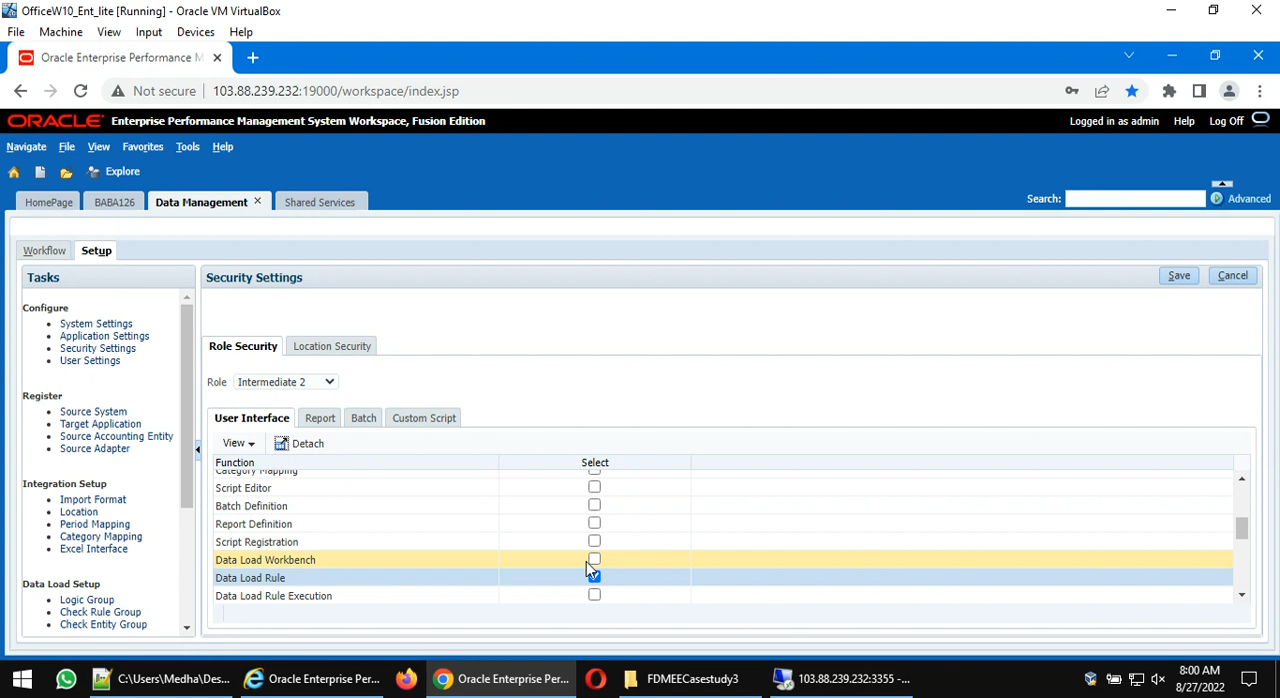 OfficeW10_Ent_lite [Running] - Oracle VM VirtualBox
File Machine View Input Devices Help
Oracle Enterprise Performance M
Not secure 103.88.239.232:19000/workspace/index.jsp
ORACLE Enterprise Performance Management System Workspace, Fusion Edition Logged in as admin Help Log Off
Navigate File View Favorites Tools Help
Explore
HomePage BABA126 Data Management Shared Services Search: Advanced
Workflow Setup
Tasks
Configure
System Settings
Application Settings
Security Settings
User Settings
Register
Source System
Target Application
Source Accounting Entity
Source Adapter
Integration Setup
Import Format
Location
Period Mapping
Category Mapping
Excel Interface
Data Load Setup
Logic Group
Check Rule Group
Check Entity Group
Security Settings Save Cancel
Role Security Location Security
Role Intermediate 2
User Interface Report Batch Custom Script
View Detach
Function Select
Category Mapping
Script Editor
Batch Definition
Report Definition
Script Registration
Data Load Workbench
Data Load Rule
Data Load Rule Execution
C:\Users\Medha\Des... Oracle Enterprise Per... Oracle Enterprise Per... FDMEECasestudy3 103.88.239.232:3355 -...
8:00 AM
8/27/2022